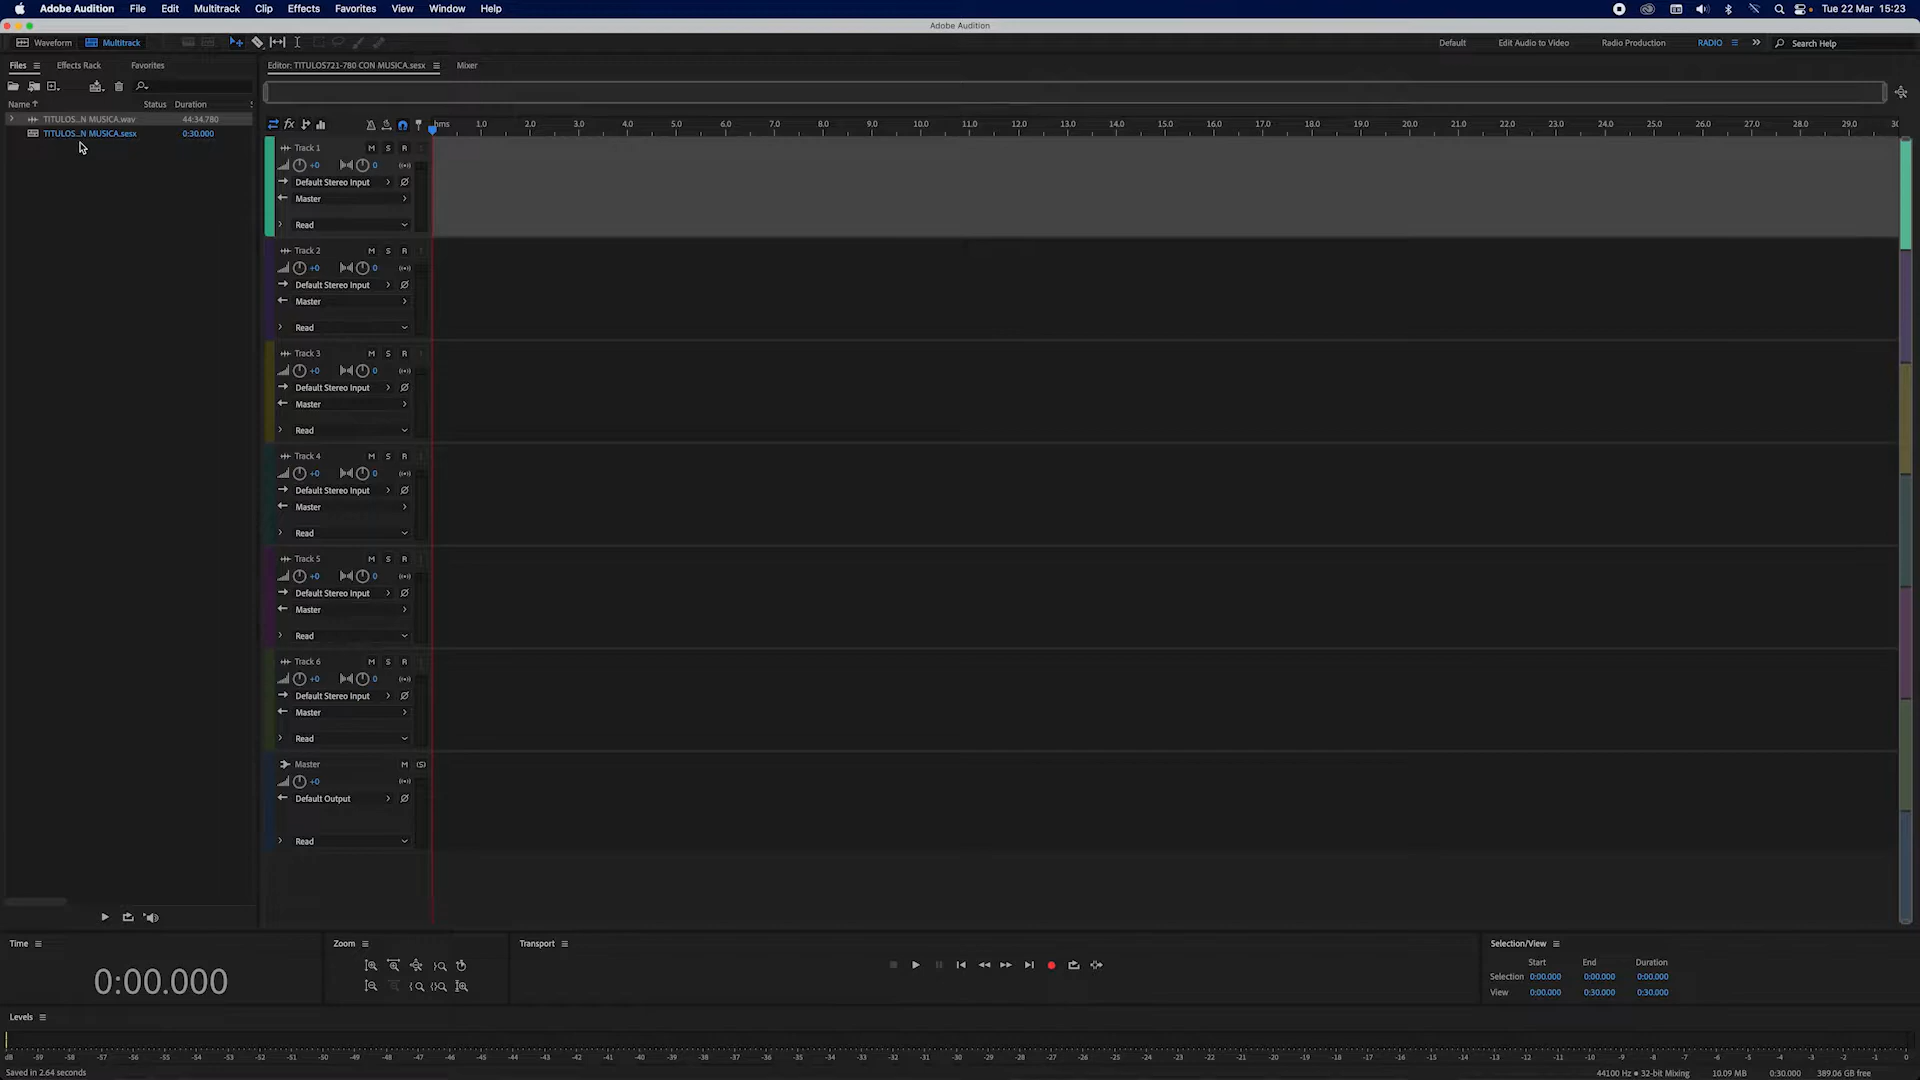 Adobe Audition File Edit Multitrack Clip Effects Favorites View Window Help Tue 22 Mar 15:23
Adobe Audition
Waveform Multitrack Default Edit Audio to Video Radio Production RADIO Search Help
Files Effects Rack Favorites Editor: TITULOS721-780 CON MUSICA.sesx Mixer
Name Status Duration
TITULOS...N MUSICA.wav 44:34.780
TITULOS...N MUSICA.sesx 0:30.000
fx hms 1.0 2.0 3.0 4.0 5.0 6.0 7.0 8.0 9.0 10.0 11.0 12.0 13.0 14.0 15.0 16.0 17.0 18.0 19.0 20.0 21.0 22.0 23.0 24.0 25.0 26.0 27.0 28.0 29.0 30
Track 1 M S R
+0 0
Default Stereo Input
Master
Read
Track 2 M S R
+0 0
Default Stereo Input
Master
Read
Track 3 M S R
+0 0
Default Stereo Input
Master
Read
Track 4 M S R
+0 0
Default Stereo Input
Master
Read
Track 5 M S R
+0 0
Default Stereo Input
Master
Read
Track 6 M S R
+0 0
Default Stereo Input
Master
Read
Master M (S)
+0
Default Output
Read
Time Zoom Transport Selection/View
0:00.000
Start End Duration
Selection 0:00.000 0:00.000 0:00.000
View 0:00.000 0:30.000 0:30.000
Levels
dB -59 -58 -57 -56 -55 -54 -53 -52 -51 -50 -49 -48 -47 -46 -45 -44 -43 -42 -41 -40 -39 -38 -37 -36 -35 -34 -33 -32 -31 -30 -29 -28 -27 -26 -25 -24 -23 -22 -21 -20 -19 -18 -17 -16 -15 -14 -13 -12 -11 -10 -9 -8 -7 -6 -5 -4 -3 -2 -1 0
Saved in 2.64 seconds 44100 Hz • 32-bit Mixing 10.09 MB 0:30.000 389.06 GB free